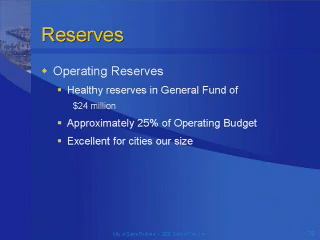 Reserves
Operating Reserves
Healthy reserves in General Fund of
$24 million
Approximately 25% of Operating Budget
Excellent for cities our size